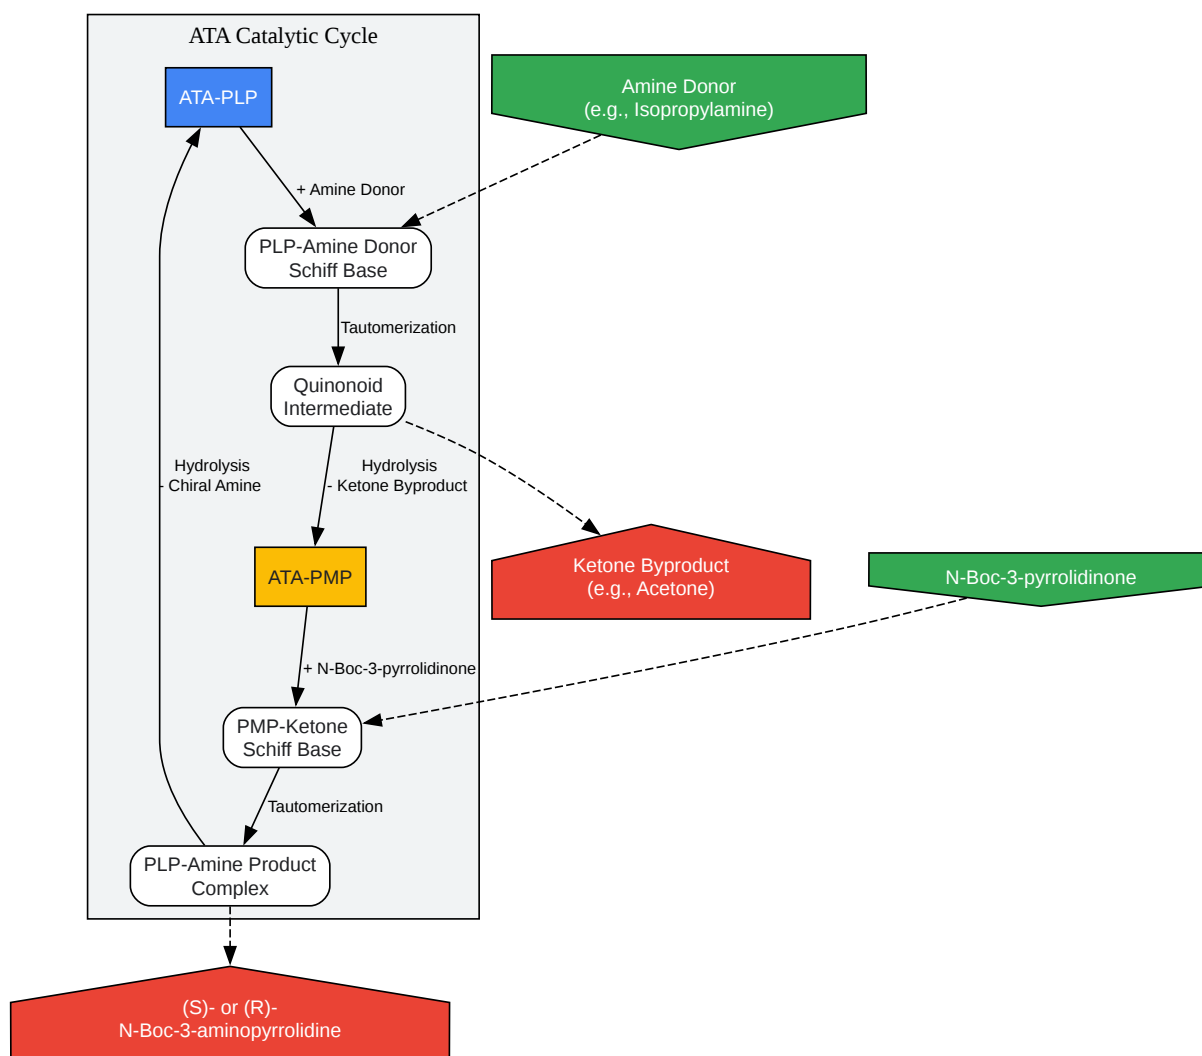 ATA Catalytic Cycle
ATA-PLP
Amine Donor
(e.g., Isopropylamine)
+ Amine Donor
PLP-Amine Donor
Schiff Base
Tautomerization
Quinonoid
Intermediate
Hydrolysis
- Chiral Amine
Hydrolysis
- Ketone Byproduct
Ketone Byproduct
(e.g., Acetone)
ATA-PMP
N-Boc-3-pyrrolidinone
+ N-Boc-3-pyrrolidinone
PMP-Ketone
Schiff Base
Tautomerization
PLP-Amine Product
Complex
(S)- or (R)-
N-Boc-3-aminopyrrolidine